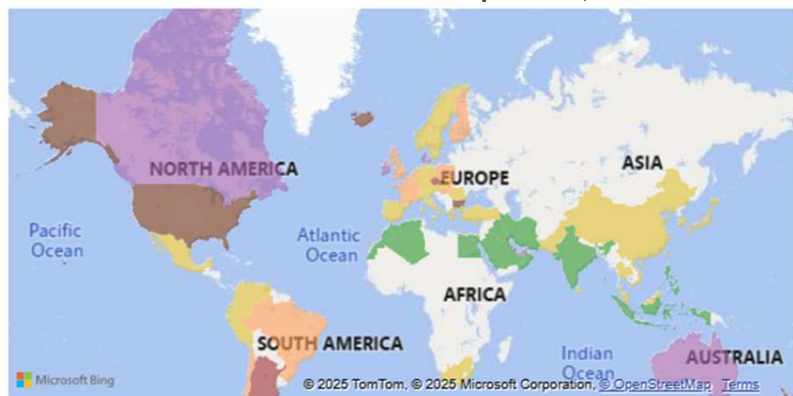 NORTH AMERICA
ASIA
EUROPE
Pacific
Ocean
Atlantic
Ocean
AFRICA
SOUTH AMERICA
Indian
Ocean
AUSTRALIA
Microsoft Bing
© 2025 TomTom, © 2025 Microsoft Corporation, © OpenStreetMap Terms